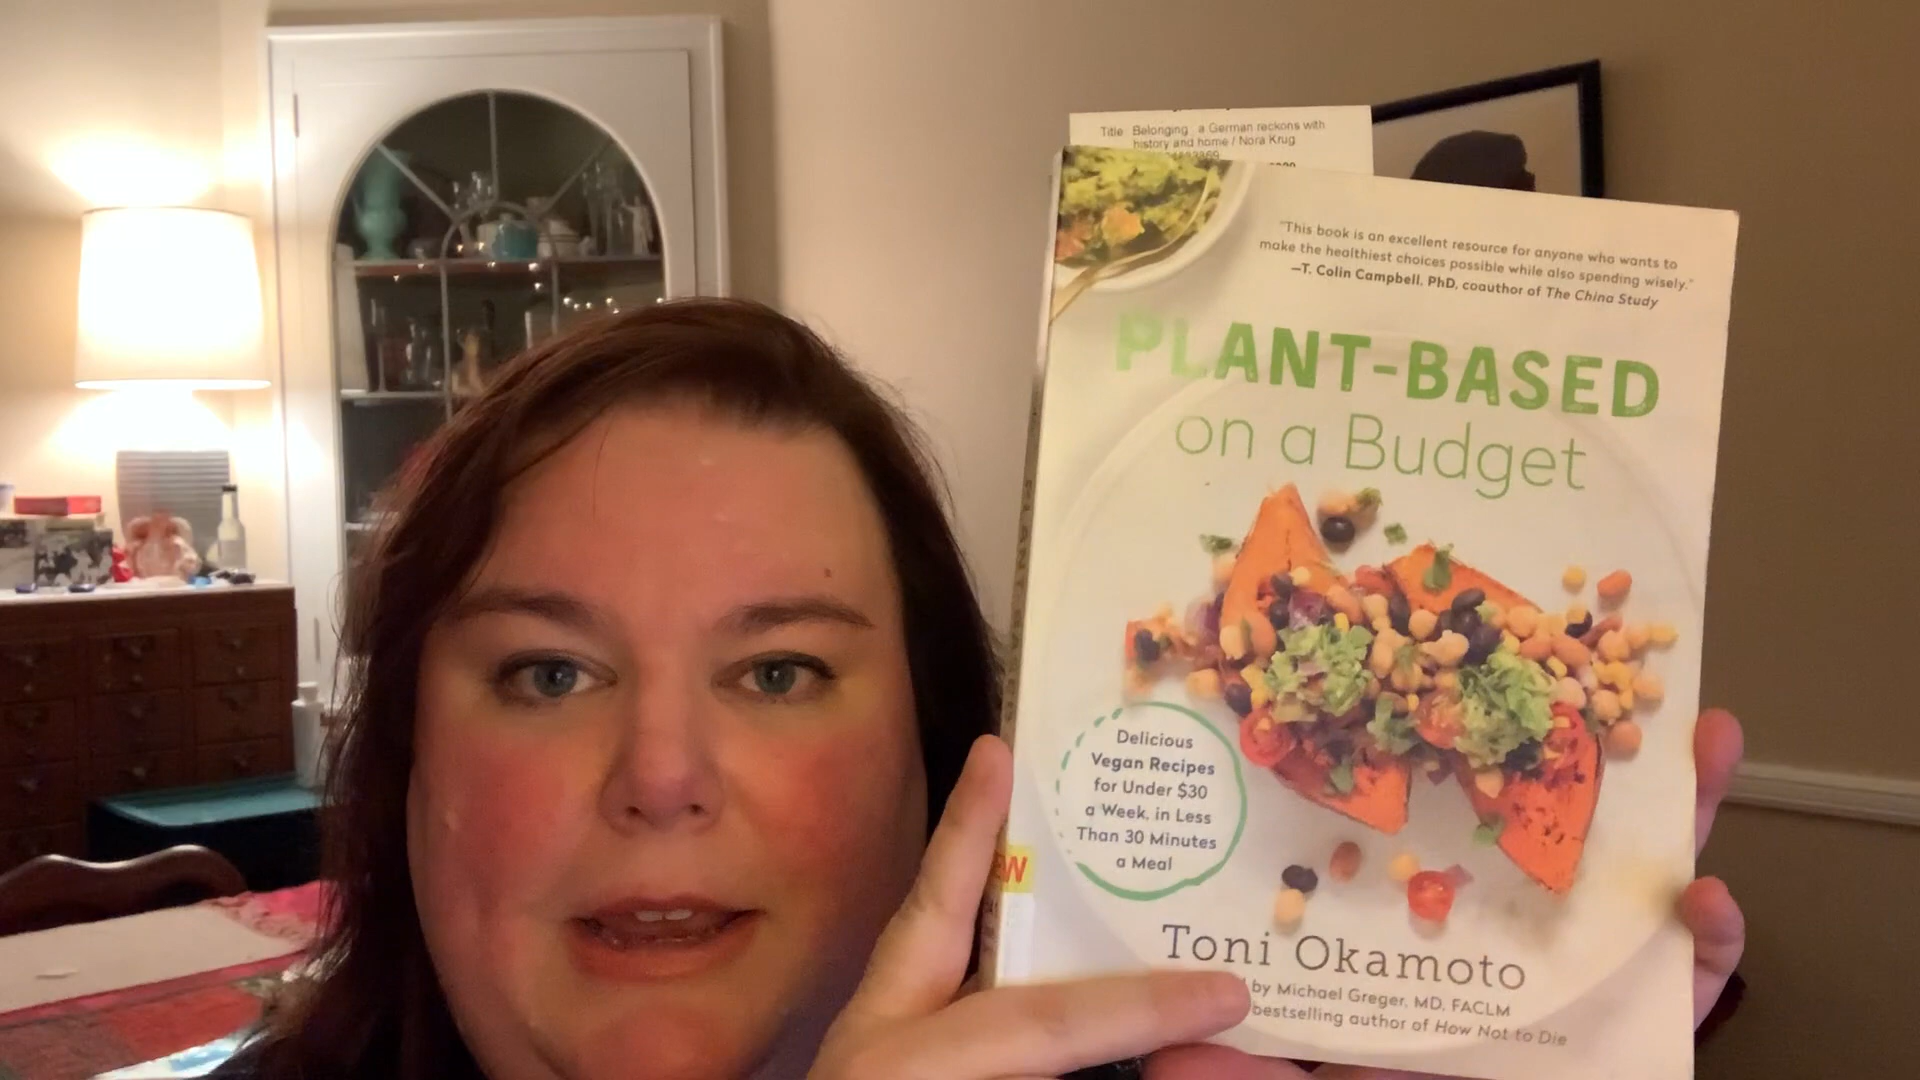 Title Belonging a German reckons with
history and home / Nora Krug
"This book is an excellent resource for anyone who wants to
make the healthiest choices possible while also spending wisely."
—T. Colin Campbell, PhD, coauthor of The China Study
PLANT-BASED
on a Budget
Delicious
Vegan Recipes
for Under $30
a Week, in Less
Than 30 Minutes
a Meal
Toni Okamoto
by Michael Greger, MD, FACLM
bestselling author of How Not to Die